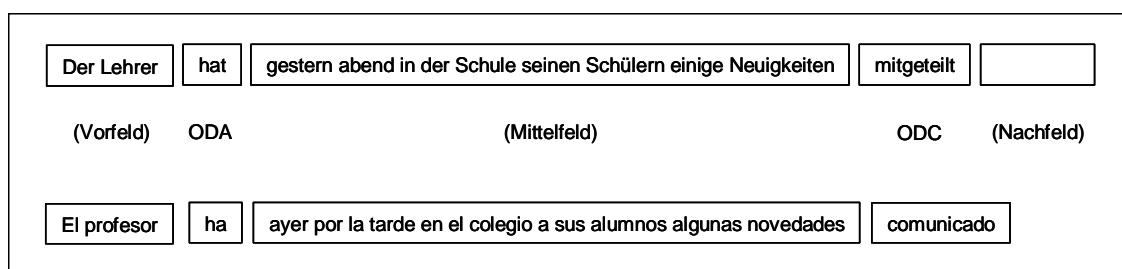 Der Lehrer hat gestern abend in der Schule seinen Schülern einige Neuigkeiten mitgeteilt
(Vorfeld) ODA (Mittelfeld) ODC (Nachfeld)
El profesor ha ayer por la tarde en el colegio a sus alumnos algunas novedades comunicado